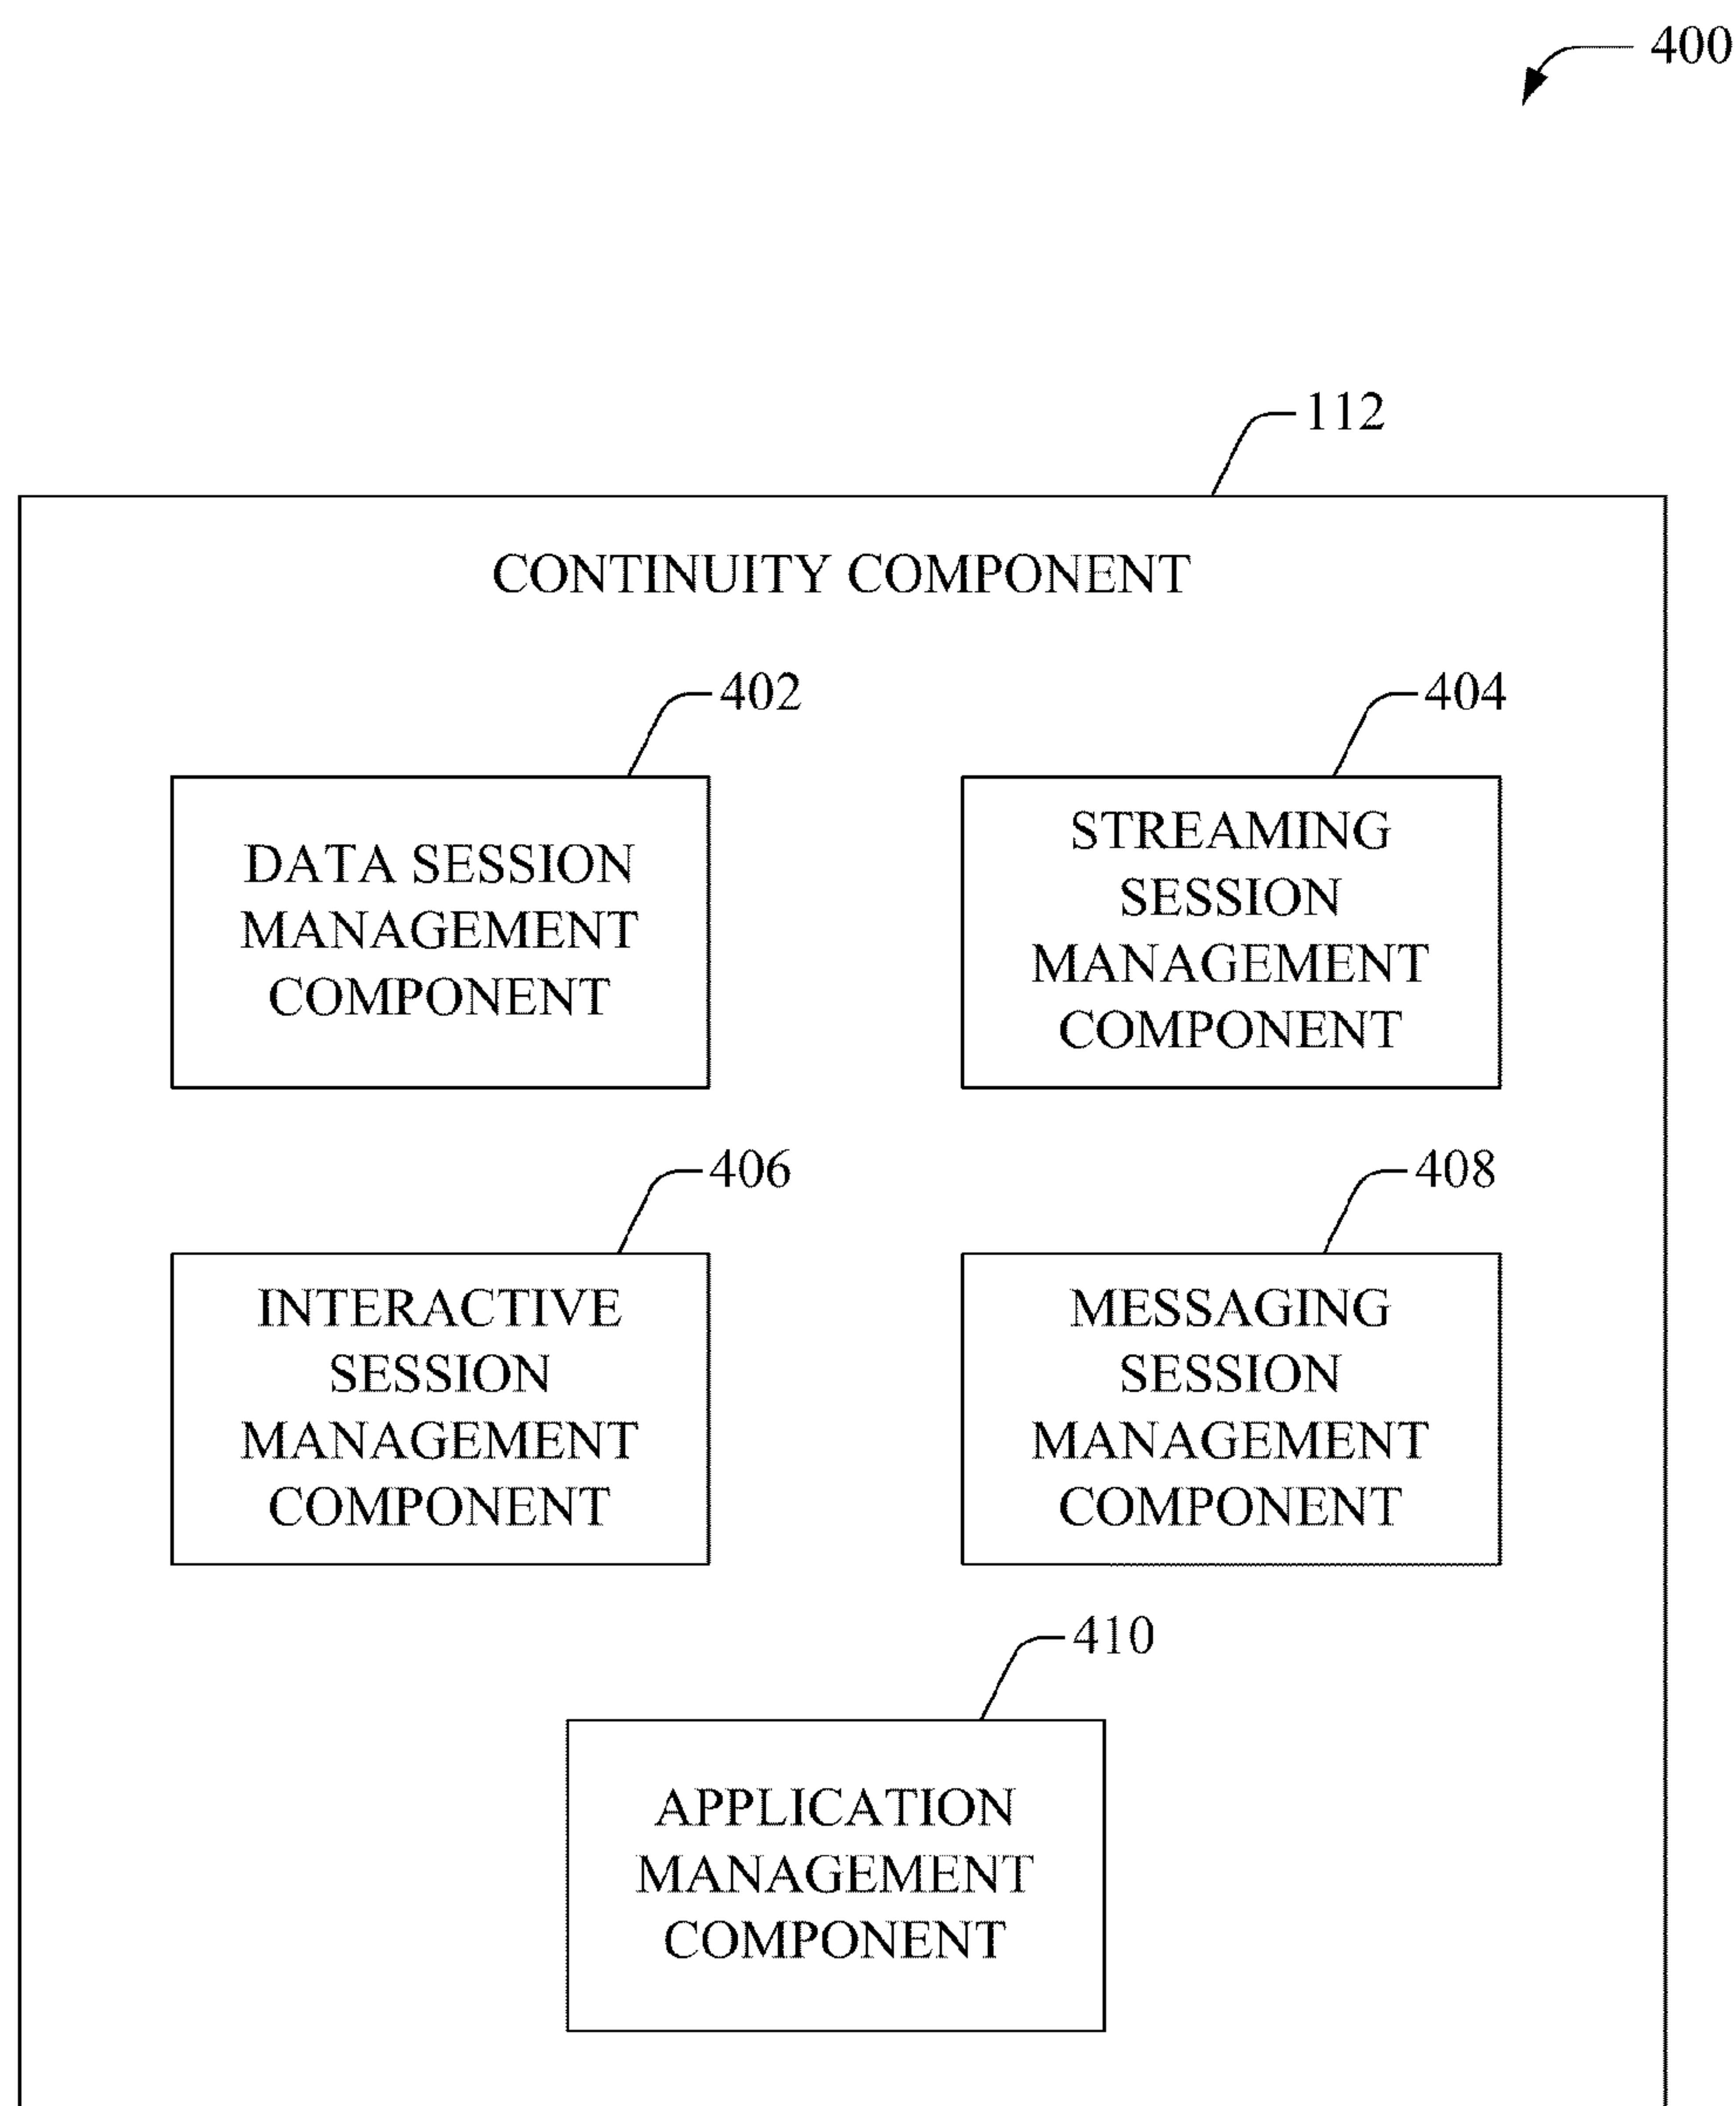 400
112
CONTINUITY COMPONENT
402
404
DATA SESSION
MANAGEMENT
COMPONENT
STREAMING
SESSION
MANAGEMENT
COMPONENT
406
408
INTERACTIVE
SESSION
MANAGEMENT
COMPONENT
MESSAGING
SESSION
MANAGEMENT
COMPONENT
410
APPLICATION
MANAGEMENT
COMPONENT